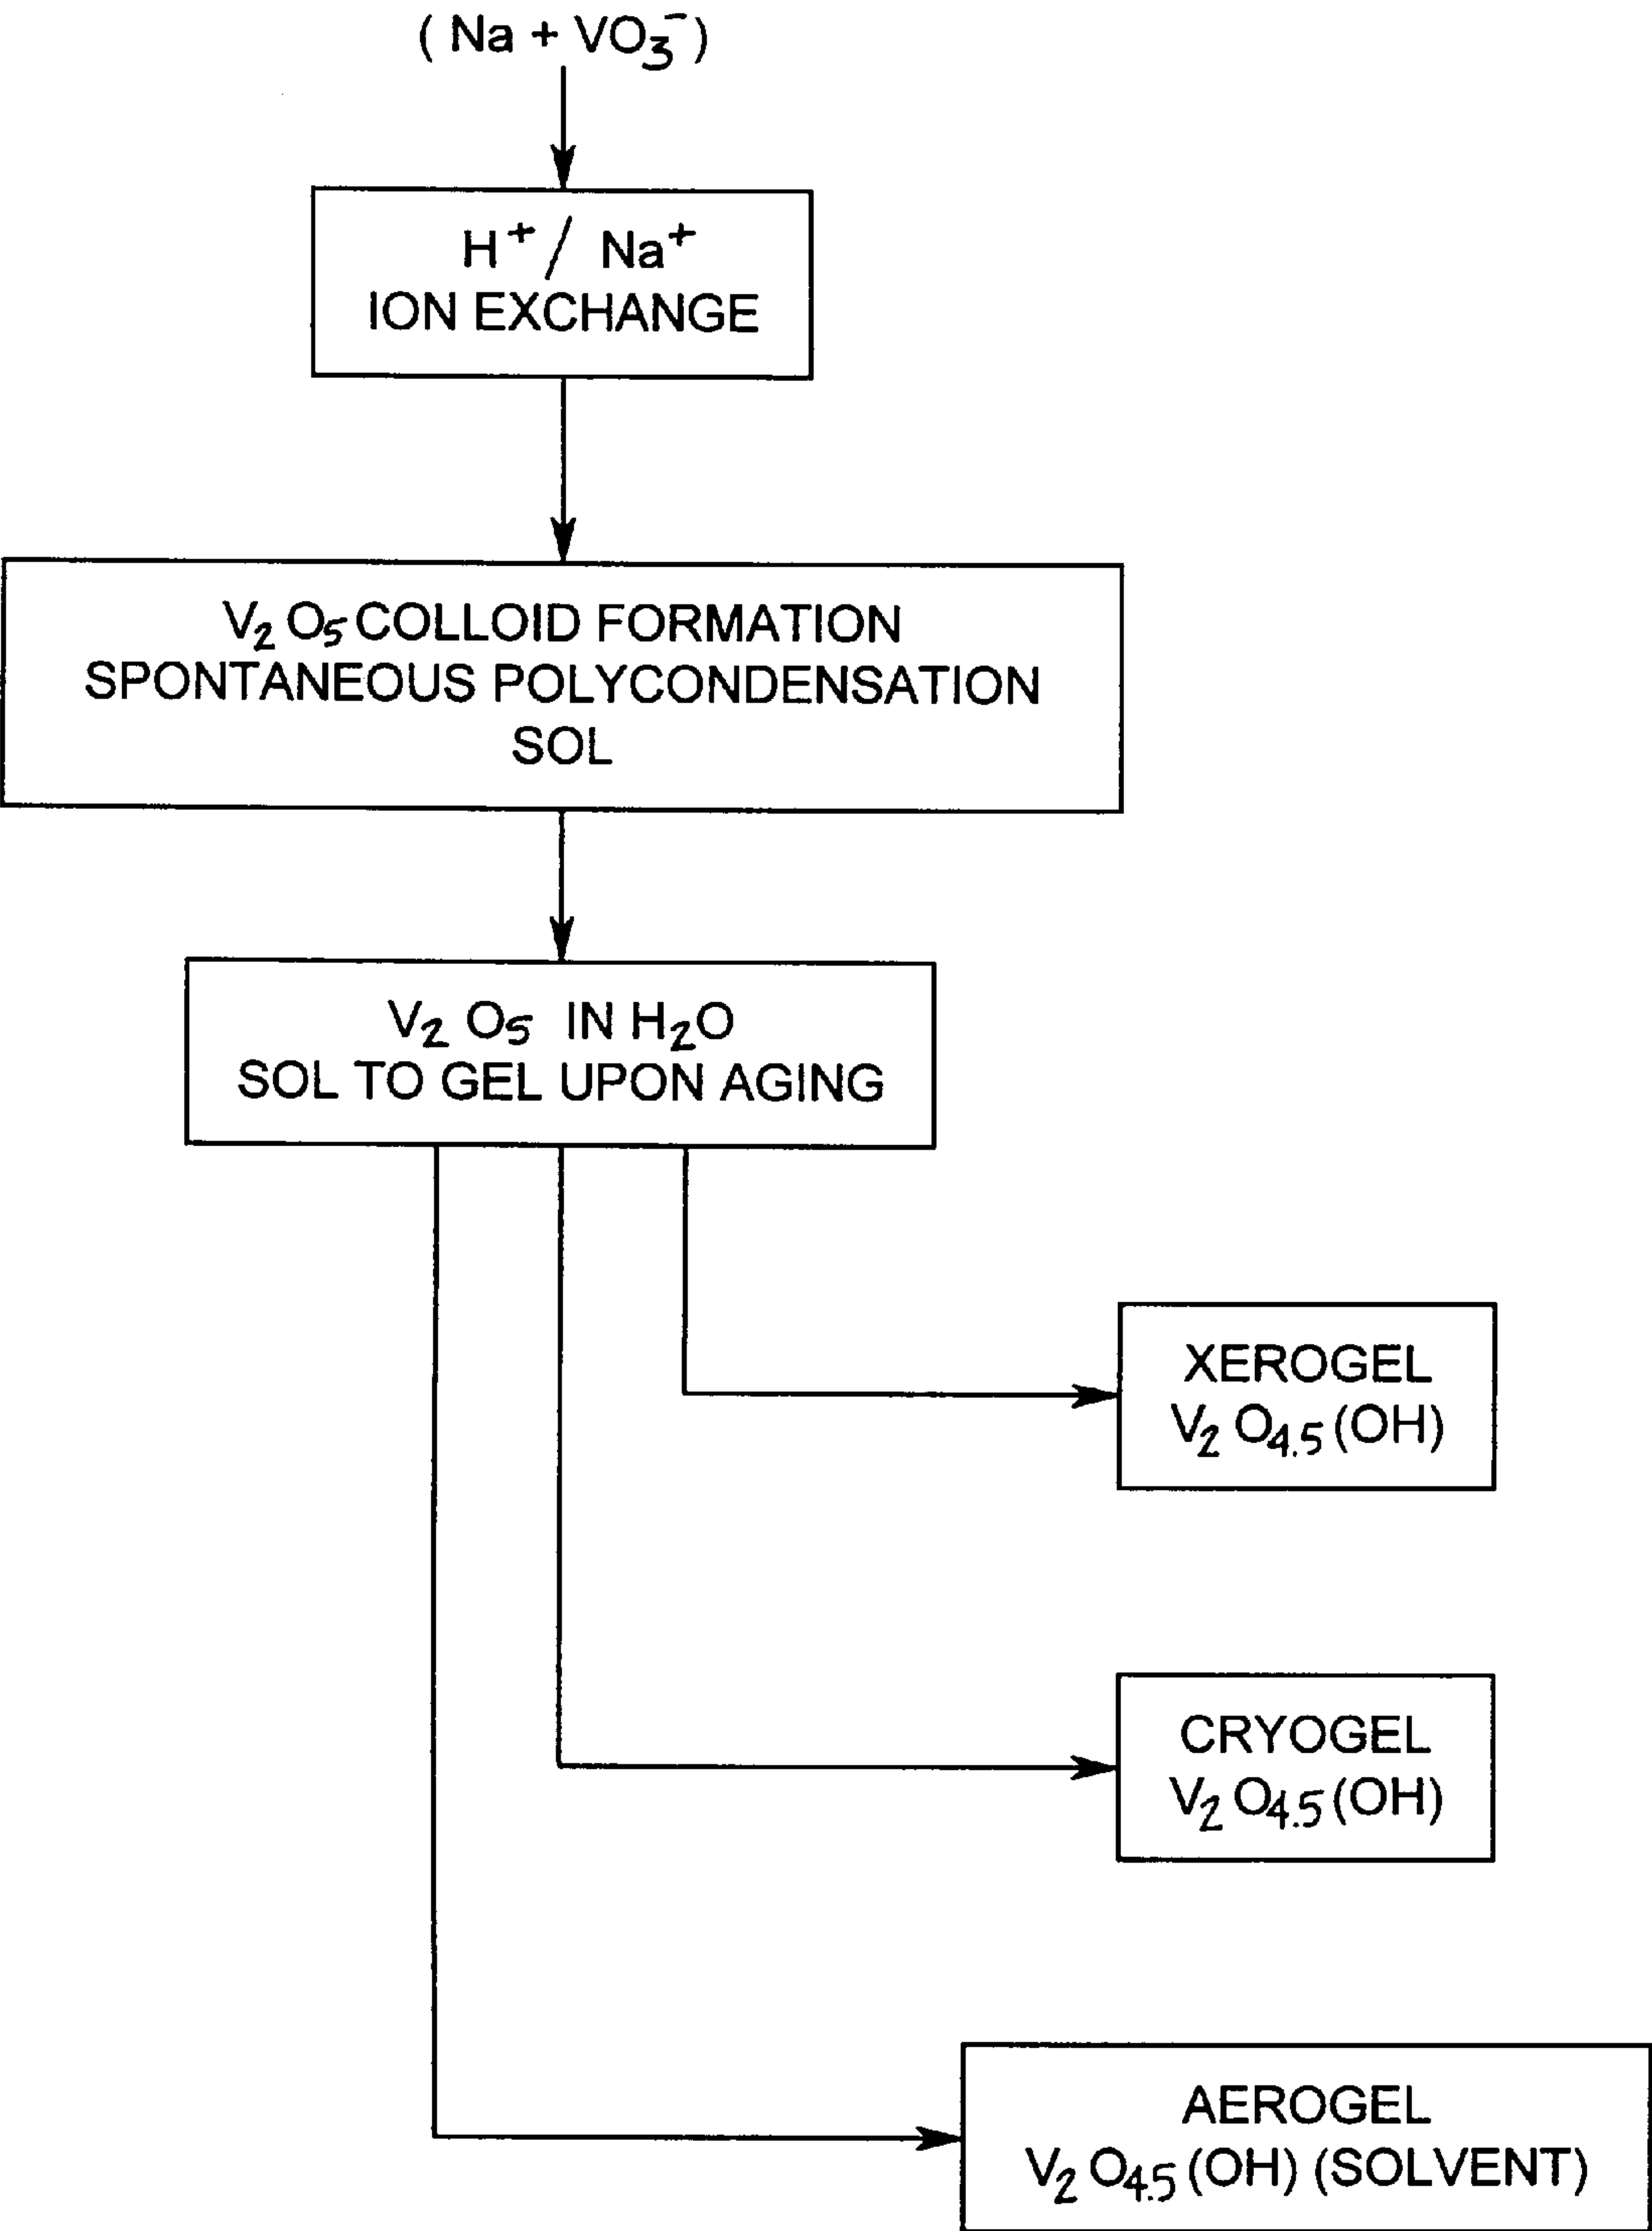 ( Na + VO₃⁻)
H⁺ / Na⁺
ION EXCHANGE
V₂ O₅ COLLOID FORMATION
SPONTANEOUS POLYCONDENSATION
SOL
V₂ O₅ IN H₂O
SOL TO GEL UPON AGING
XEROGEL
V₂ O₄.₅ (OH)
CRYOGEL
V₂ O₄.₅ (OH)
AEROGEL
V₂ O₄.₅ (OH) (SOLVENT)